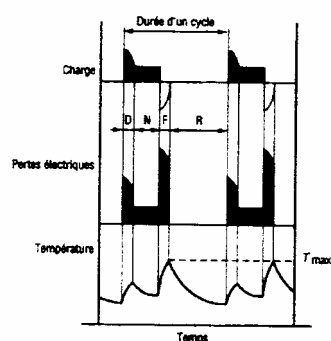 Durée d'un cycle
Charge
D N F R
Pertes électriques
Température
T max
Temps